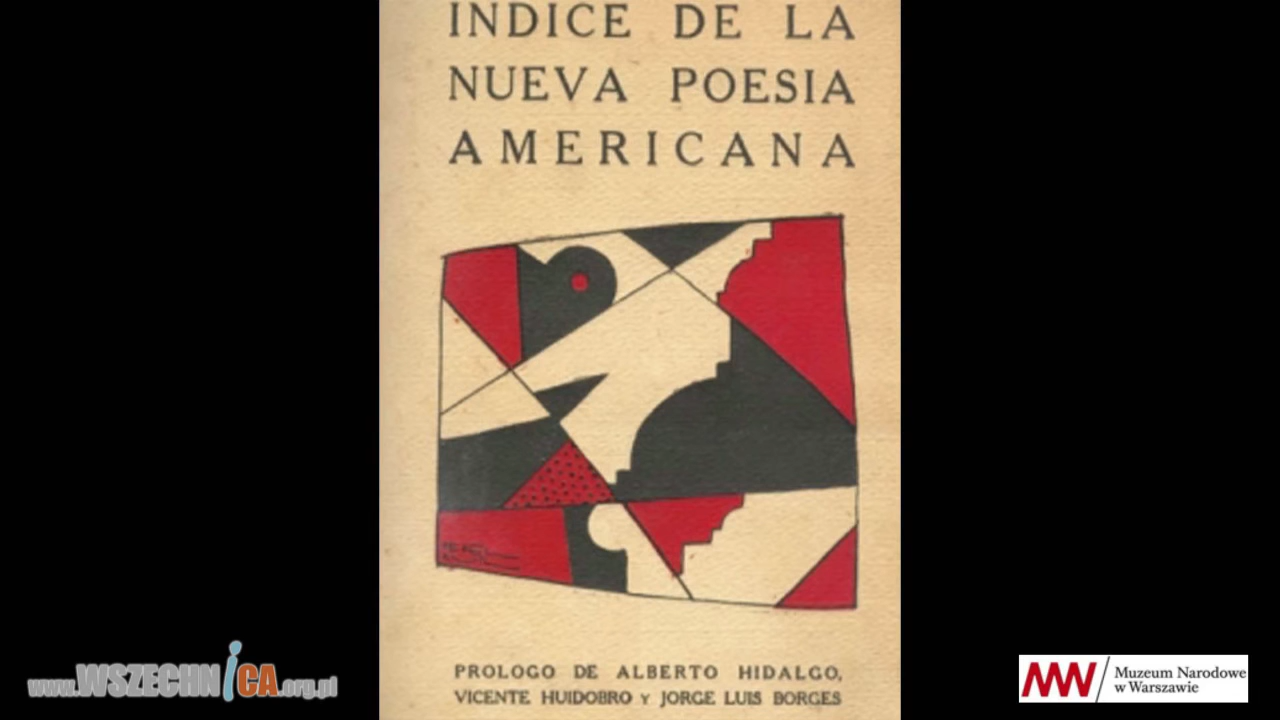 INDICE DE LA
NUEVA POESIA
AMERICANA
PROLOGO DE ALBERTO HIDALGO,
VICENTE HUIDOBRO Y JORGE LUIS BORGES
www.WSZECHNICA.org.pl
MW
Muzeum Narodowe
w Warszawie